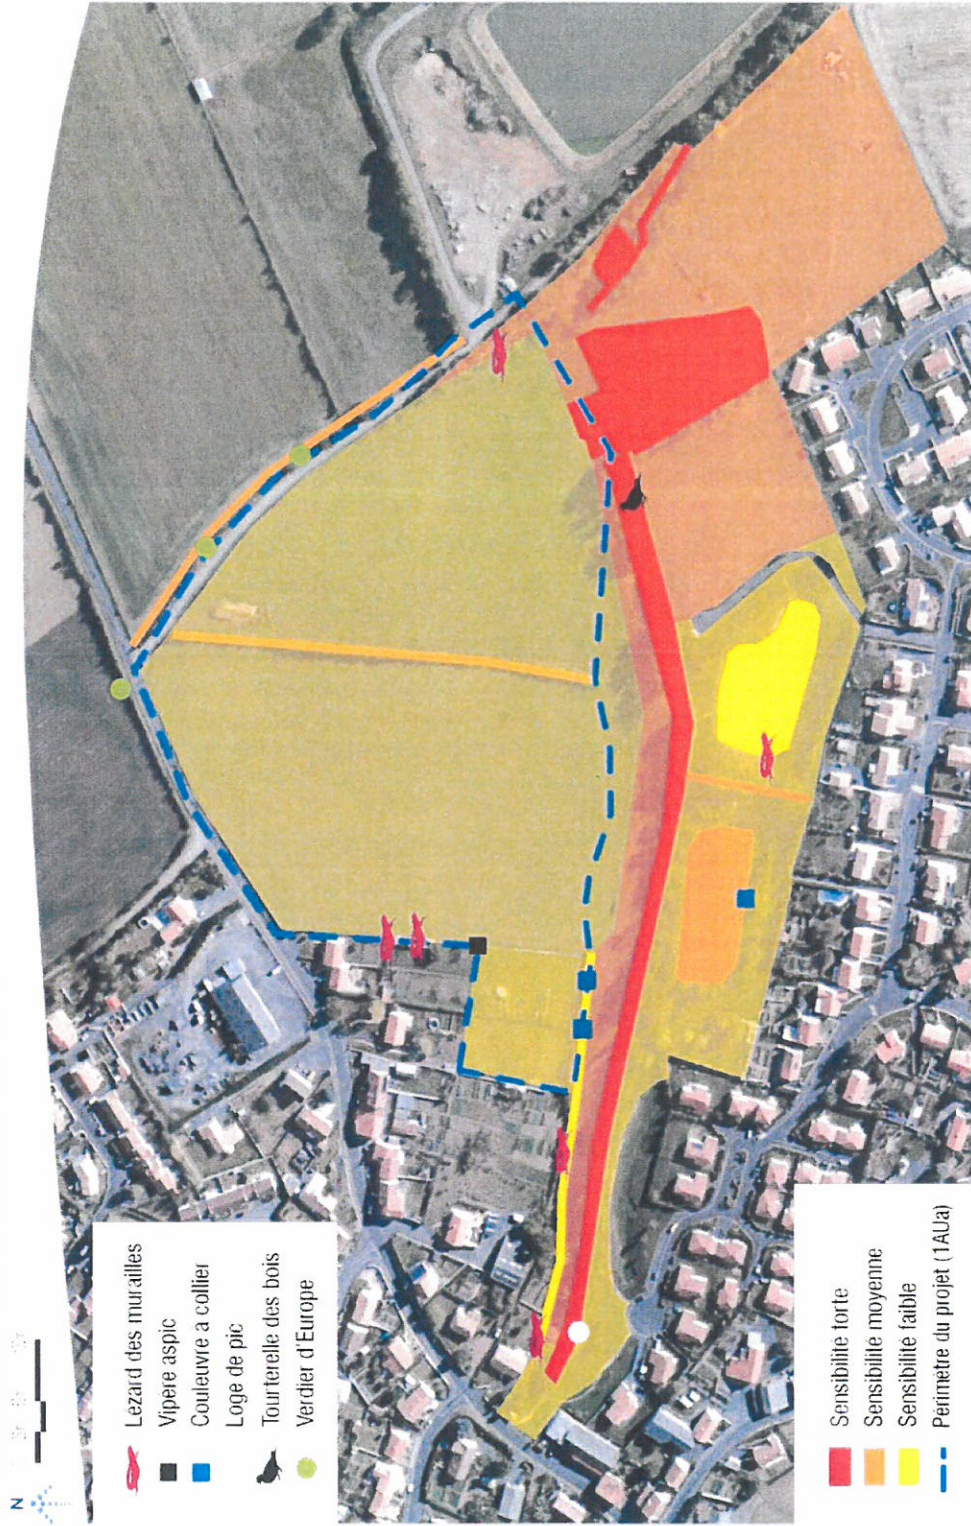 N
Lezard des murailles
Vipere aspic
Couleuvre a collier
Loge de pic
Tourterelle des bois
Verdier d'Europe
Sensibilité torte
Sensibilité moyenne
Sensibilité faible
Périmètre du projet (1AUa)